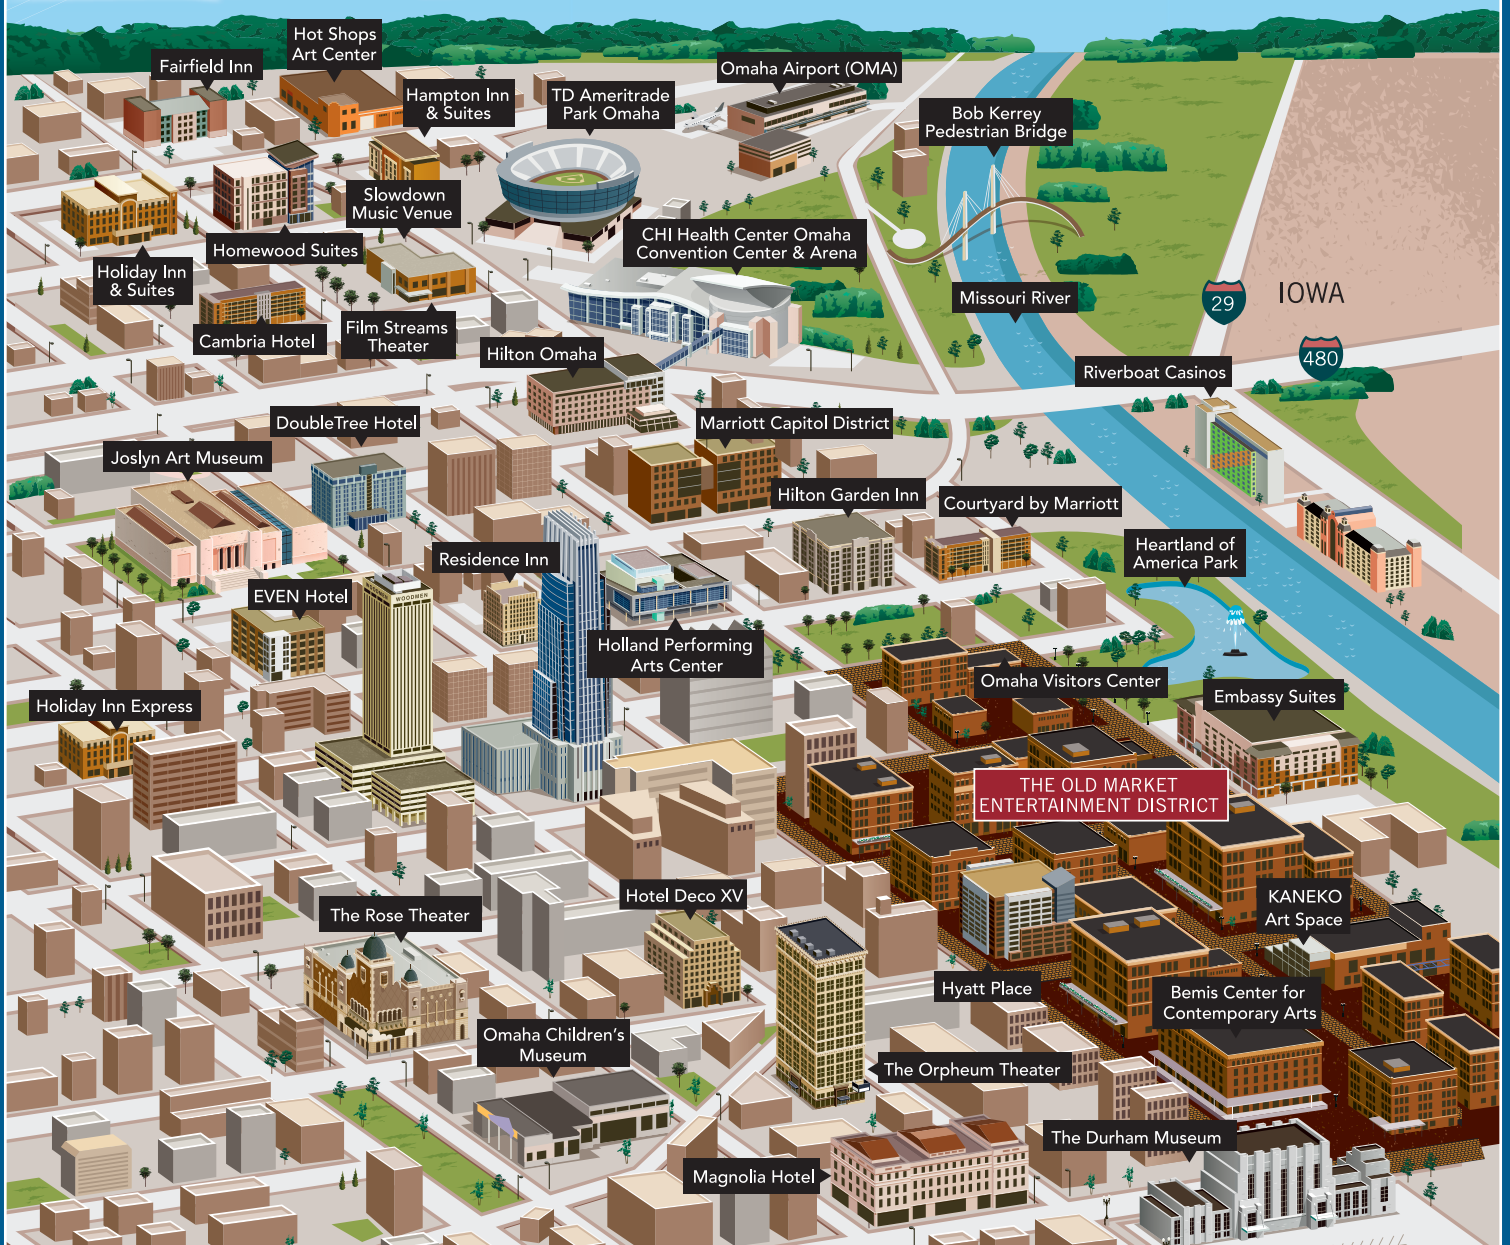 Hot Shops
Art Center
Fairfield Inn
Omaha Airport (OMA)
Hampton Inn
& Suites
TD Ameritrade
Park Omaha
Bob Kerrey
Pedestrian Bridge
Slowdown
Music Venue
CHI Health Center Omaha
Convention Center & Arena
Homewood Suites
Holiday Inn
& Suites
Missouri River
29
IOWA
Cambria Hotel
Film Streams
Theater
Hilton Omaha
480
Riverboat Casinos
DoubleTree Hotel
Marriott Capitol District
Joslyn Art Museum
Hilton Garden Inn
Courtyard by Marriott
Heartland of
America Park
Residence Inn
EVEN Hotel
WOODMEN
Holland Performing
Arts Center
Omaha Visitors Center
Embassy Suites
Holiday Inn Express
THE OLD MARKET
ENTERTAINMENT DISTRICT
Hotel Deco XV
KANEKO
Art Space
The Rose Theater
Hyatt Place
Bemis Center for
Contemporary Arts
Omaha Children's
Museum
The Orpheum Theater
The Durham Museum
Magnolia Hotel